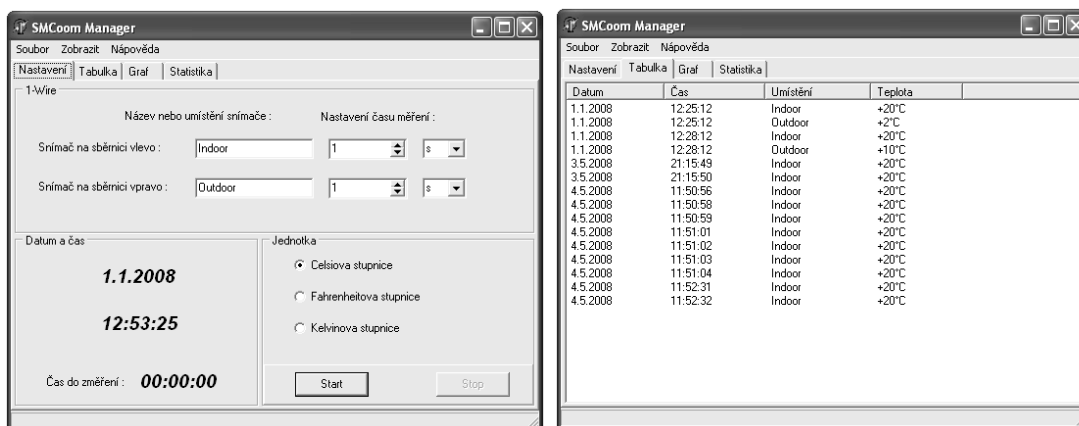 SMCoom Manager
Soubor Zobrazit Nápověda
Nastavení Tabulka Graf Statistika
1-Wire
Název nebo umístění snímače : Nastavení času měření :
Snímač na sběrnici vlevo : Indoor 1 s
Snímač na sběrnici vpravo : Outdoor 1 s
Datum a čas
1.1.2008
12:53:25
Čas do změření : 00:00:00
Jednotka
Celsiova stupnice
Fahrenheitova stupnice
Kelvinova stupnice
Start Stop
SMCoom Manager
Soubor Zobrazit Nápověda
Nastavení Tabulka Graf Statistika
Datum Čas Umístění Teplota
1.1.2008 12:25:12 Indoor +20°C
1.1.2008 12:25:12 Outdoor +2°C
1.1.2008 12:28:12 Indoor +20°C
1.1.2008 12:28:12 Outdoor +10°C
3.5.2008 21:15:49 Indoor +20°C
3.5.2008 21:15:50 Indoor +20°C
4.5.2008 11:50:56 Indoor +20°C
4.5.2008 11:50:58 Indoor +20°C
4.5.2008 11:50:59 Indoor +20°C
4.5.2008 11:51:01 Indoor +20°C
4.5.2008 11:51:02 Indoor +20°C
4.5.2008 11:51:03 Indoor +20°C
4.5.2008 11:51:04 Indoor +20°C
4.5.2008 11:52:31 Indoor +20°C
4.5.2008 11:52:32 Indoor +20°C